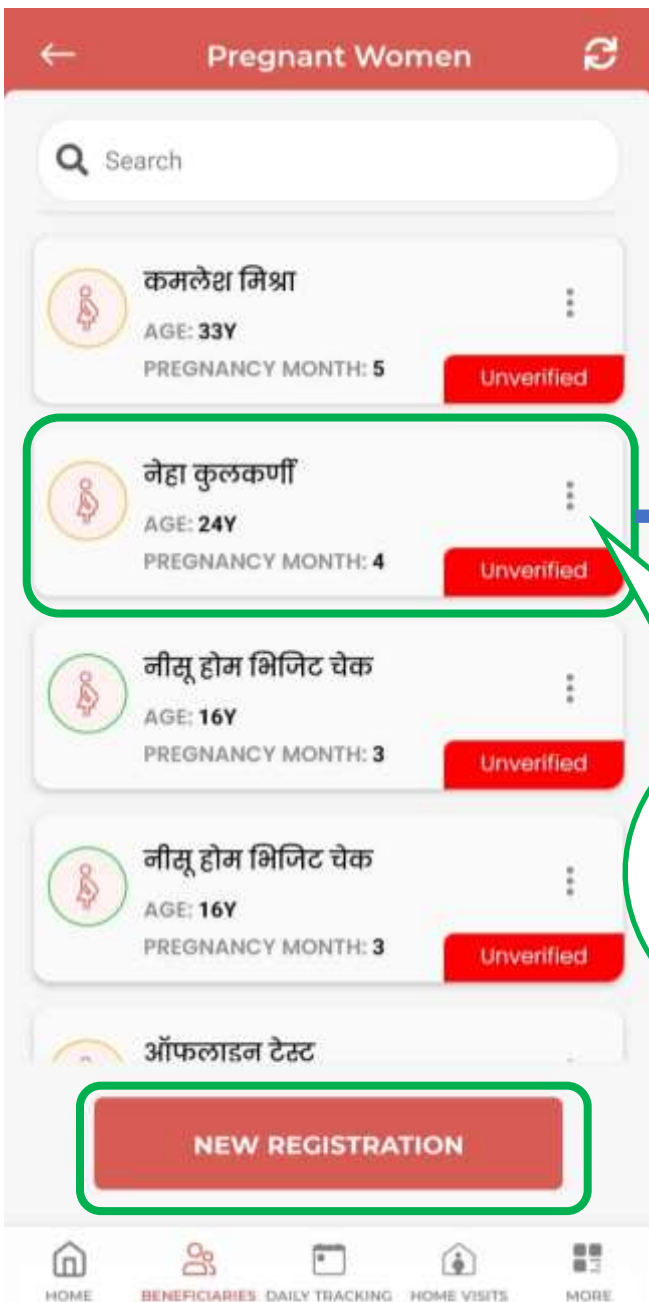 Pregnant Women
Search
कमलेश मिश्रा
AGE: 33Y
PREGNANCY MONTH: 5
Unverified
नेहा कुलकर्णी
AGE: 24Y
PREGNANCY MONTH: 4
Unverified
नीसू होम भिजिट चेक
AGE: 16Y
PREGNANCY MONTH: 3
Unverified
नीसू होम भिजिट चेक
AGE: 16Y
PREGNANCY MONTH: 3
Unverified
ऑफलाइन टेस्ट
NEW REGISTRATION
HOME BENEFICIARIES DAILY TRACKING HOME VISITS MORE